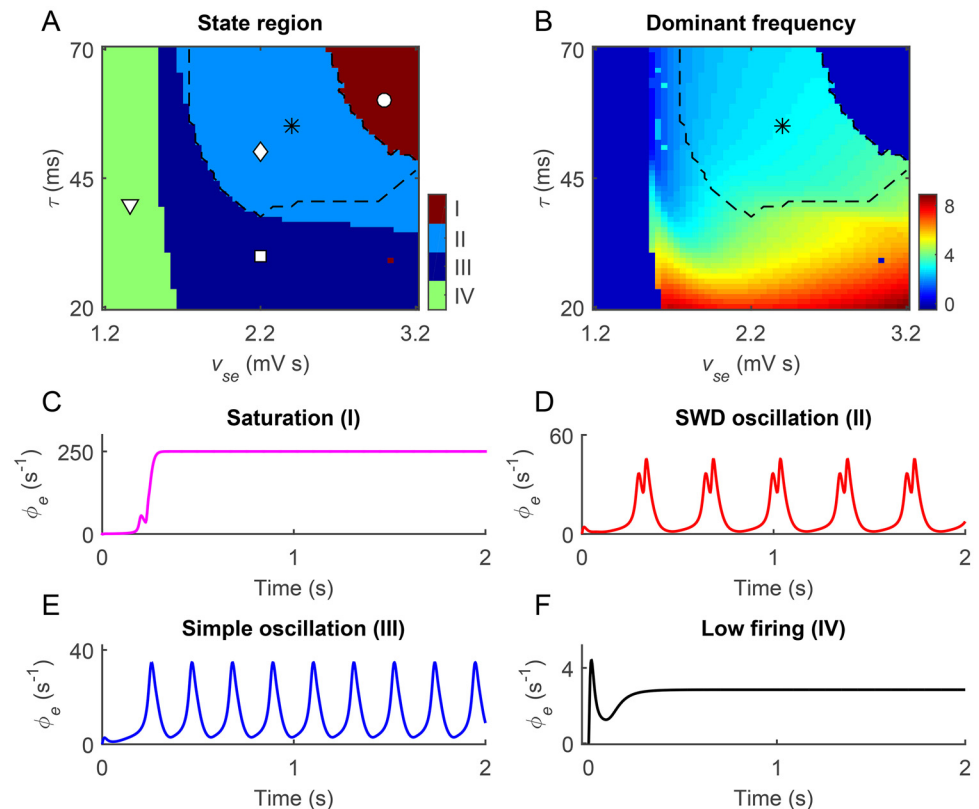 A
State region
70
45
20
τ (ms)
1.2
2.2
3.2
v_se (mV s)
I
II
III
IV
B
Dominant frequency
70
45
20
τ (ms)
1.2
2.2
3.2
v_se (mV s)
8
4
0
C
Saturation (I)
250
0
ϕ_e (s⁻¹)
0
1
2
Time (s)
D
SWD oscillation (II)
60
0
ϕ_e (s⁻¹)
0
1
2
Time (s)
E
Simple oscillation (III)
40
0
ϕ_e (s⁻¹)
0
1
2
Time (s)
F
Low firing (IV)
4
0
ϕ_e (s⁻¹)
0
1
2
Time (s)